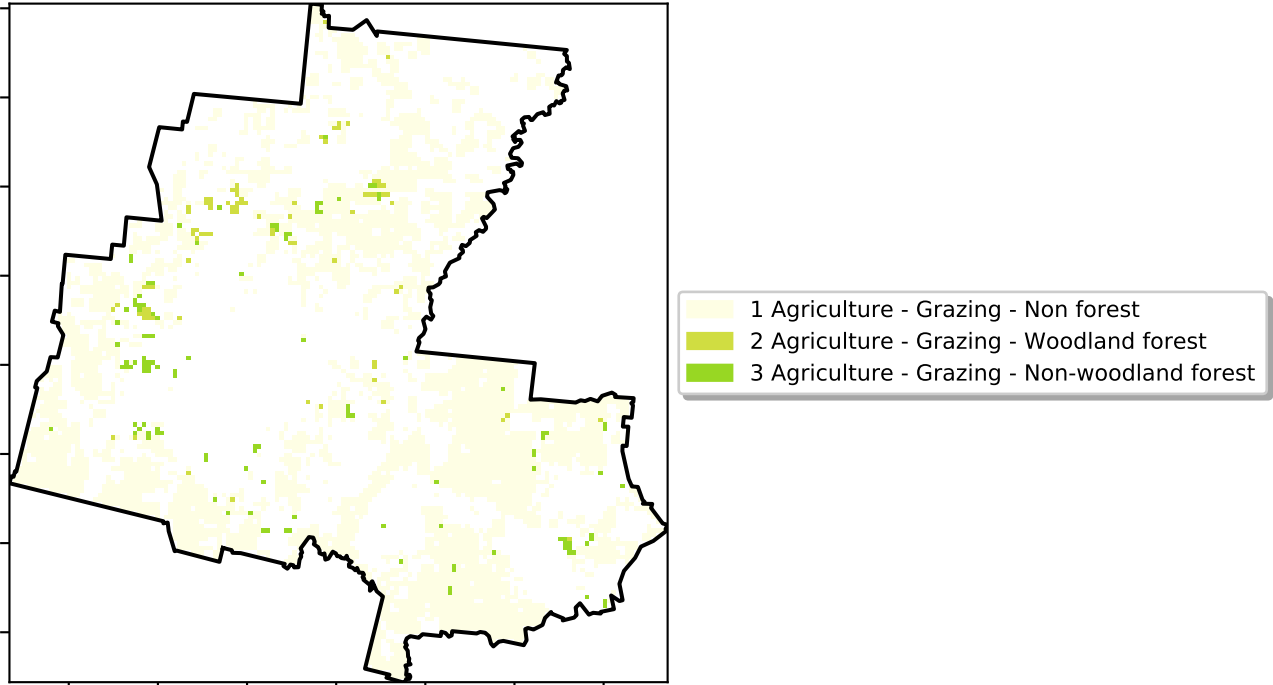 1 Agriculture - Grazing - Non forest
2 Agriculture - Grazing - Woodland forest
3 Agriculture - Grazing - Non-woodland forest